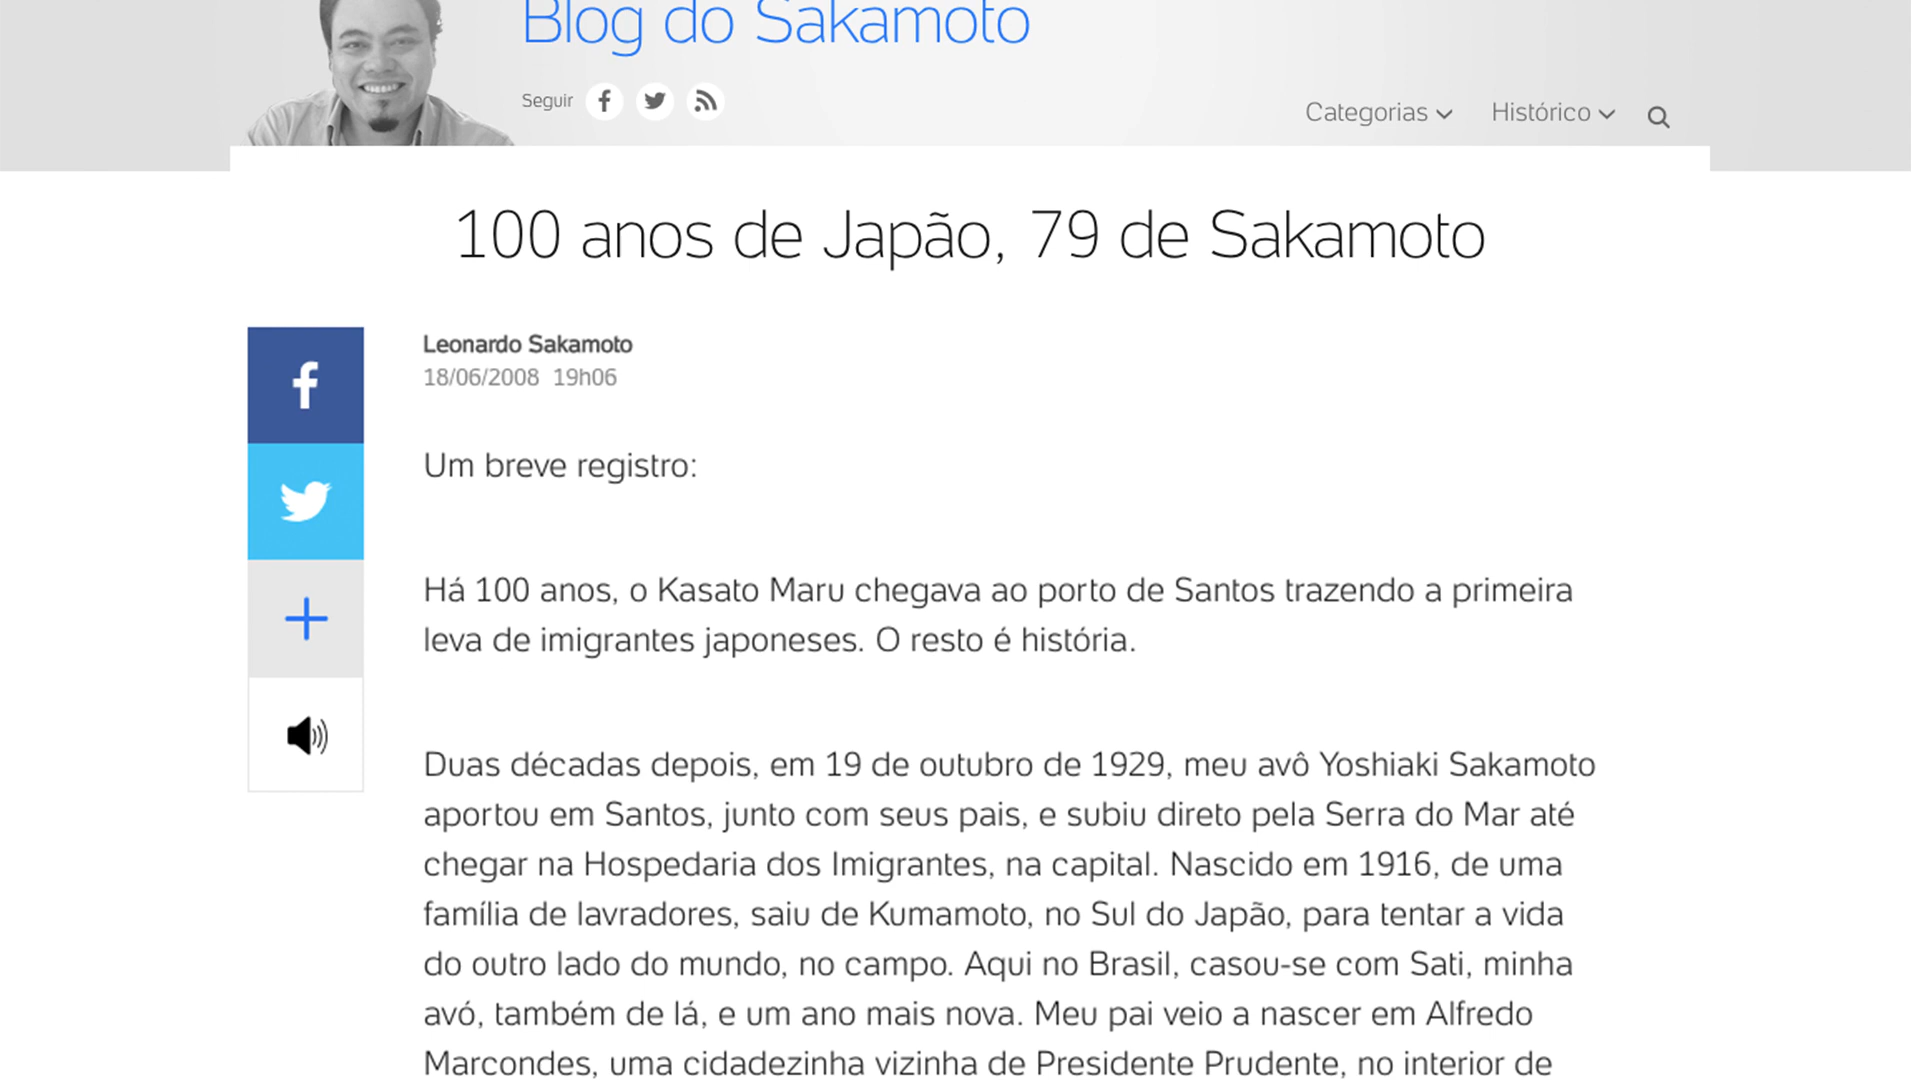 Blog do Sakamoto
Seguir
Categorias
Histórico
100 anos de Japão, 79 de Sakamoto
Leonardo Sakamoto
18/06/2008 19h06
Um breve registro:
Há 100 anos, o Kasato Maru chegava ao porto de Santos trazendo a primeira
leva de imigrantes japoneses. O resto é história.
Duas décadas depois, em 19 de outubro de 1929, meu avô Yoshiaki Sakamoto
aportou em Santos, junto com seus pais, e subiu direto pela Serra do Mar até
chegar na Hospedaria dos Imigrantes, na capital. Nascido em 1916, de uma
família de lavradores, saiu de Kumamoto, no Sul do Japão, para tentar a vida
do outro lado do mundo, no campo. Aqui no Brasil, casou-se com Sati, minha
avó, também de lá, e um ano mais nova. Meu pai veio a nascer em Alfredo
Marcondes, uma cidadezinha vizinha de Presidente Prudente, no interior de